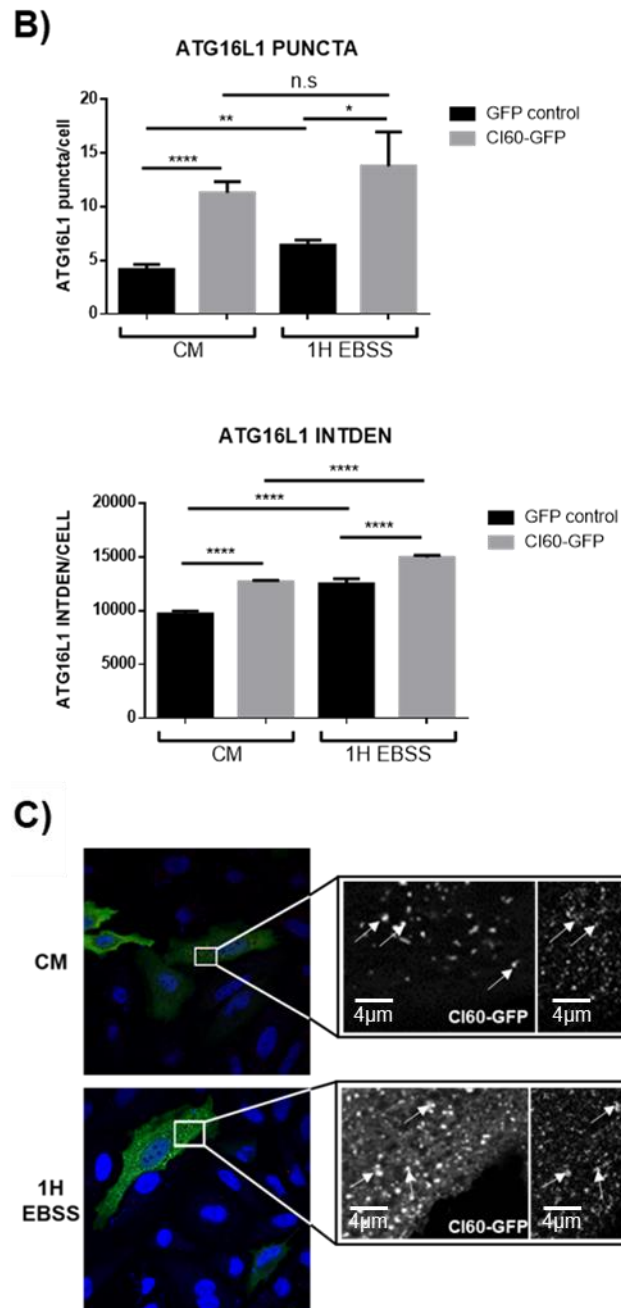 B)
ATG16L1 PUNCTA
n.s
GFP control
CI60-GFP
**
*
****
ATG16L1 puncta/cell
20
15
10
5
0
CM
1H EBSS
ATG16L1 INTDEN
****
****
****
****
GFP control
CI60-GFP
ATG16L1 INTDEN/CELL
20000
15000
10000
5000
0
CM
1H EBSS
C)
CM
4µm
CI60-GFP
4µm
1H
EBSS
4µm
CI60-GFP
4µm